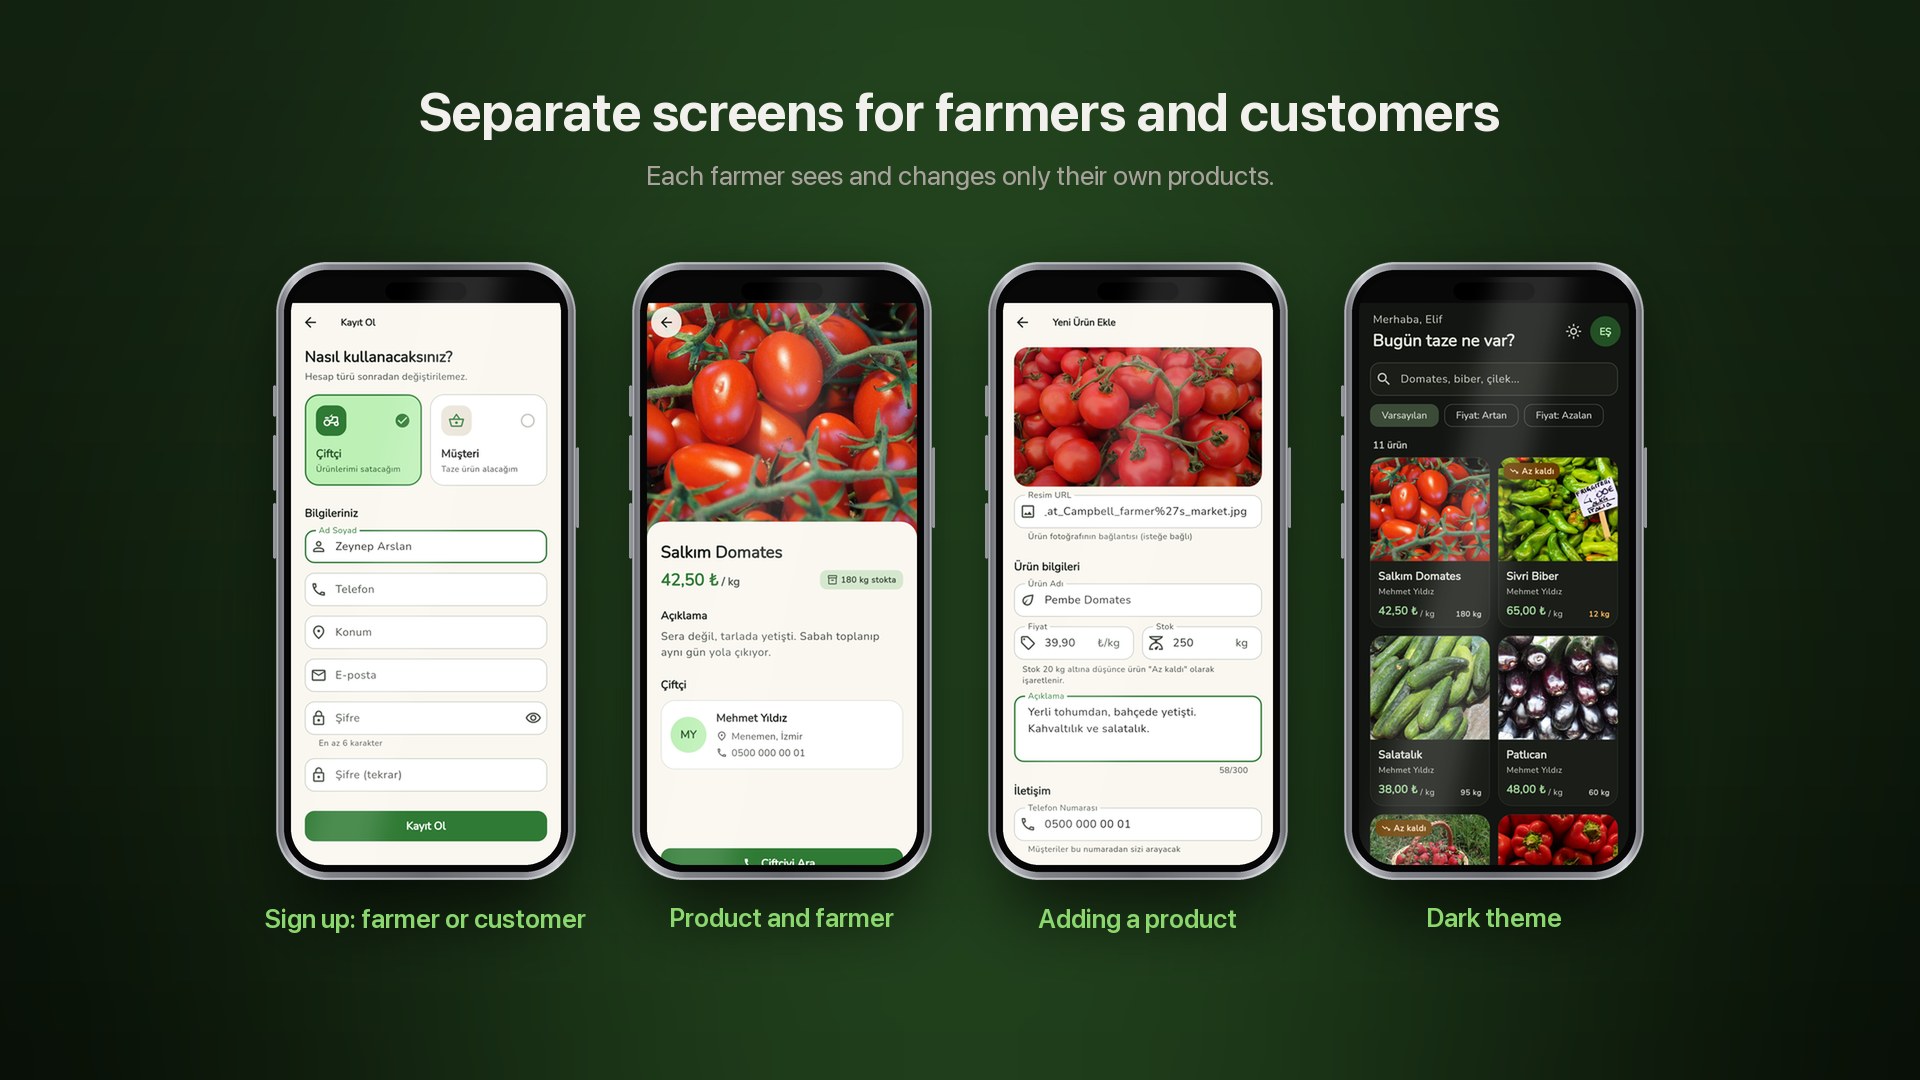 Separate screens for farmers and customers
Each farmer sees and changes only their own products.
Kayıt Ol
Nasıl kullanacaksınız?
Hesap türü sonradan değiştirilemez.
Çiftçi
Ürünlerimi satacağım
Müşteri
Taze ürün alacağım
Bilgileriniz
Ad Soyad
Zeynep Arslan
Telefon
Konum
E-posta
Şifre
En az 6 karakter
Şifre (tekrar)
Kayıt Ol
Sign up: farmer or customer
Salkım Domates
42,50 ₺ / kg
180 kg stokta
Açıklama
Sera değil, tarlada yetişti. Sabah toplanıp
aynı gün yola çıkıyor.
Çiftçi
MY
Mehmet Yıldız
Menemen, İzmir
0500 000 00 01
Çiftçiyi Ara
Product and farmer
Yeni Ürün Ekle
Resim URL
_at_Campbell_farmer%27s_market.jpg
Ürün fotoğrafının bağlantısı (isteğe bağlı)
Ürün bilgileri
Ürün Adı
Pembe Domates
Fiyat
39,90 ₺/kg
Stok
250 kg
Stok 20 kg altına düşünce ürün "Az kaldı" olarak
işaretlenir.
Açıklama
Yerli tohumdan, bahçede yetişti.
Kahvaltılık ve salatalık.
58/300
İletişim
Telefon Numarası
0500 000 00 01
Müşteriler bu numaradan sizi arayacak
Adding a product
Merhaba, Elif
Bugün taze ne var?
EŞ
Domates, biber, çilek...
Varsayılan
Fiyat: Artan
Fiyat: Azalan
11 ürün
Salkım Domates
Mehmet Yıldız
42,50 ₺ / kg
180 kg
Az kaldı
Sivri Biber
Mehmet Yıldız
65,00 ₺ / kg
12 kg
Salatalık
Mehmet Yıldız
38,00 ₺ / kg
95 kg
Patlıcan
Mehmet Yıldız
48,00 ₺ / kg
60 kg
Az kaldı
Dark theme